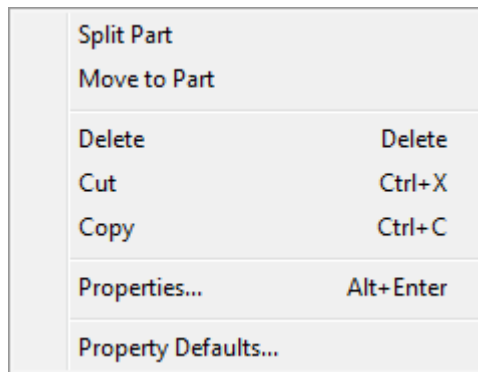 Split Part
Move to Part
Delete Delete
Cut Ctrl+X
Copy Ctrl+C
Properties... Alt+Enter
Property Defaults...